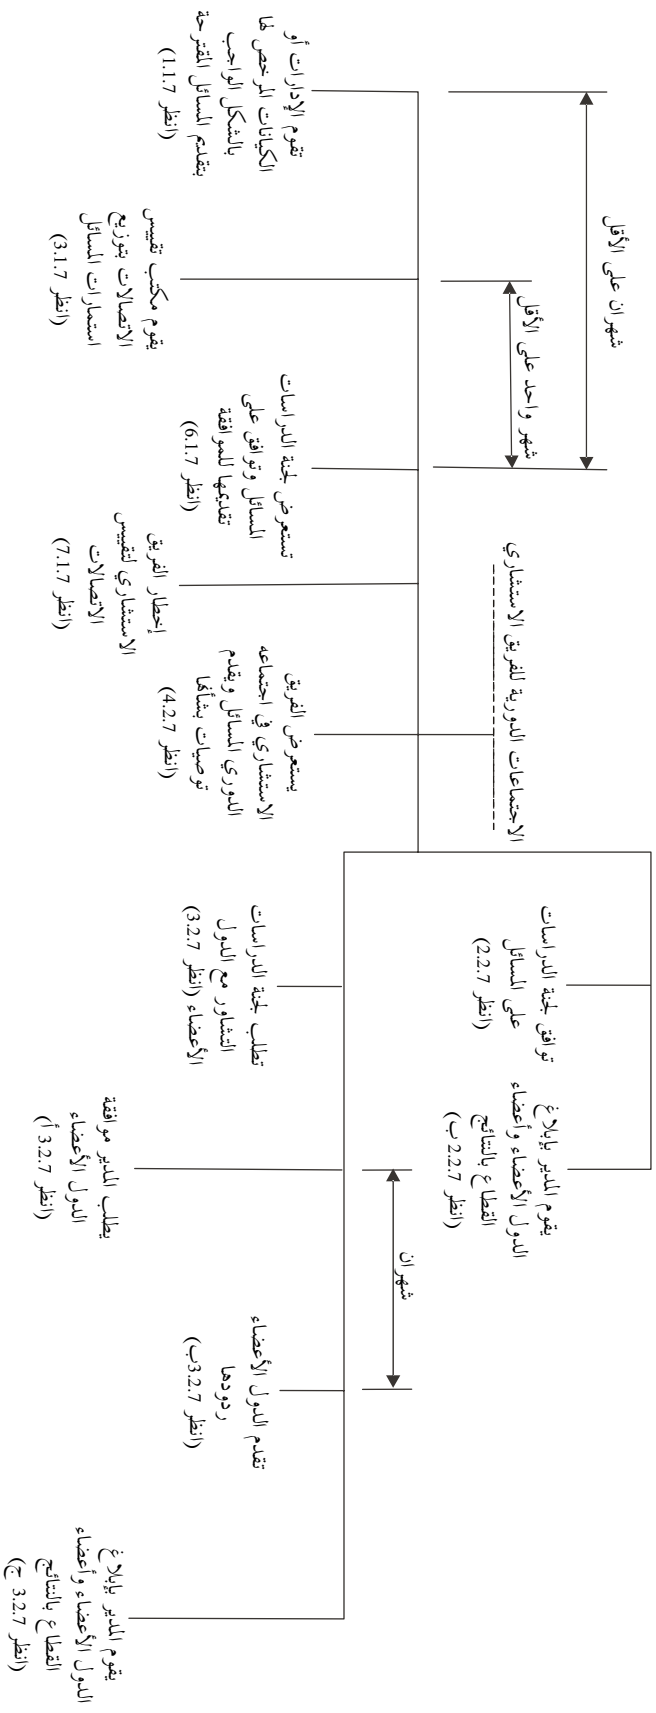 شهران على الأقل
شهر واحد على الأقل
تقوم الإدارات أو
الكيانات المرخص لها
بالشكل الواجب
بتقديم المسائل المقترحة
(انظر 1.1.7)
يقوم مكتب تقييس
الاتصالات بتوزيع
استمارات المسائل
(انظر 3.1.7)
تستعرض لجنة الدراسات
المسائل وتوافق على
تقديمها للموافقة
(انظر 6.1.7)
إخطار الفريق
الاستشاري لتقييس
الاتصالات
(انظر 7.1.7)
الاجتماعات الدورية للفريق الاستشاري
يستعرض الفريق
الاستشاري في اجتماعه
الدوري المسائل ويقدم
توصيات بشأنها
(انظر 4.2.7)
توافق لجنة الدراسات
على المسائل
(انظر 2.2.7)
يقوم المدير بإبلاغ
الدول الأعضاء وأعضاء
القطاع بالنتائج
(انظر 2.2.7 ب)
تطلب لجنة الدراسات
التشاور مع الدول
الأعضاء (انظر 3.2.7)
يطلب المدير موافقة
الدول الأعضاء
(انظر 3.2.7 أ)
شهران
تقدم الدول الأعضاء
ردودها
(انظر 3.2.7ب)
يقوم المدير بإبلاغ
الدول الأعضاء وأعضاء
القطاع بالنتائج
(انظر 3.2.7 ج)